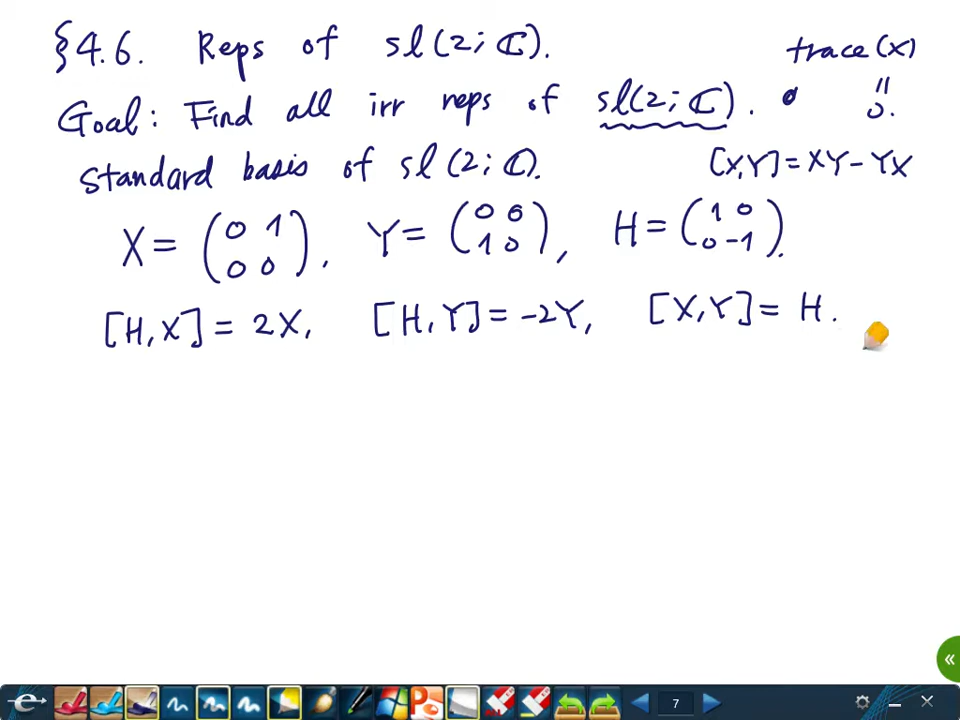 §4.6. Reps of sl(2; ℂ).
trace(X)
Goal: Find all irr reps of sl(2; ℂ).
"
0.
Standard basis of sl(2; ℂ).
[X,Y] = XY - YX
X = (0 1
0 0), Y = (0 0
1 0), H = (1 0
0 -1).
[H, X] = 2X, [H, Y] = -2Y, [X, Y] = H.
e
7
«